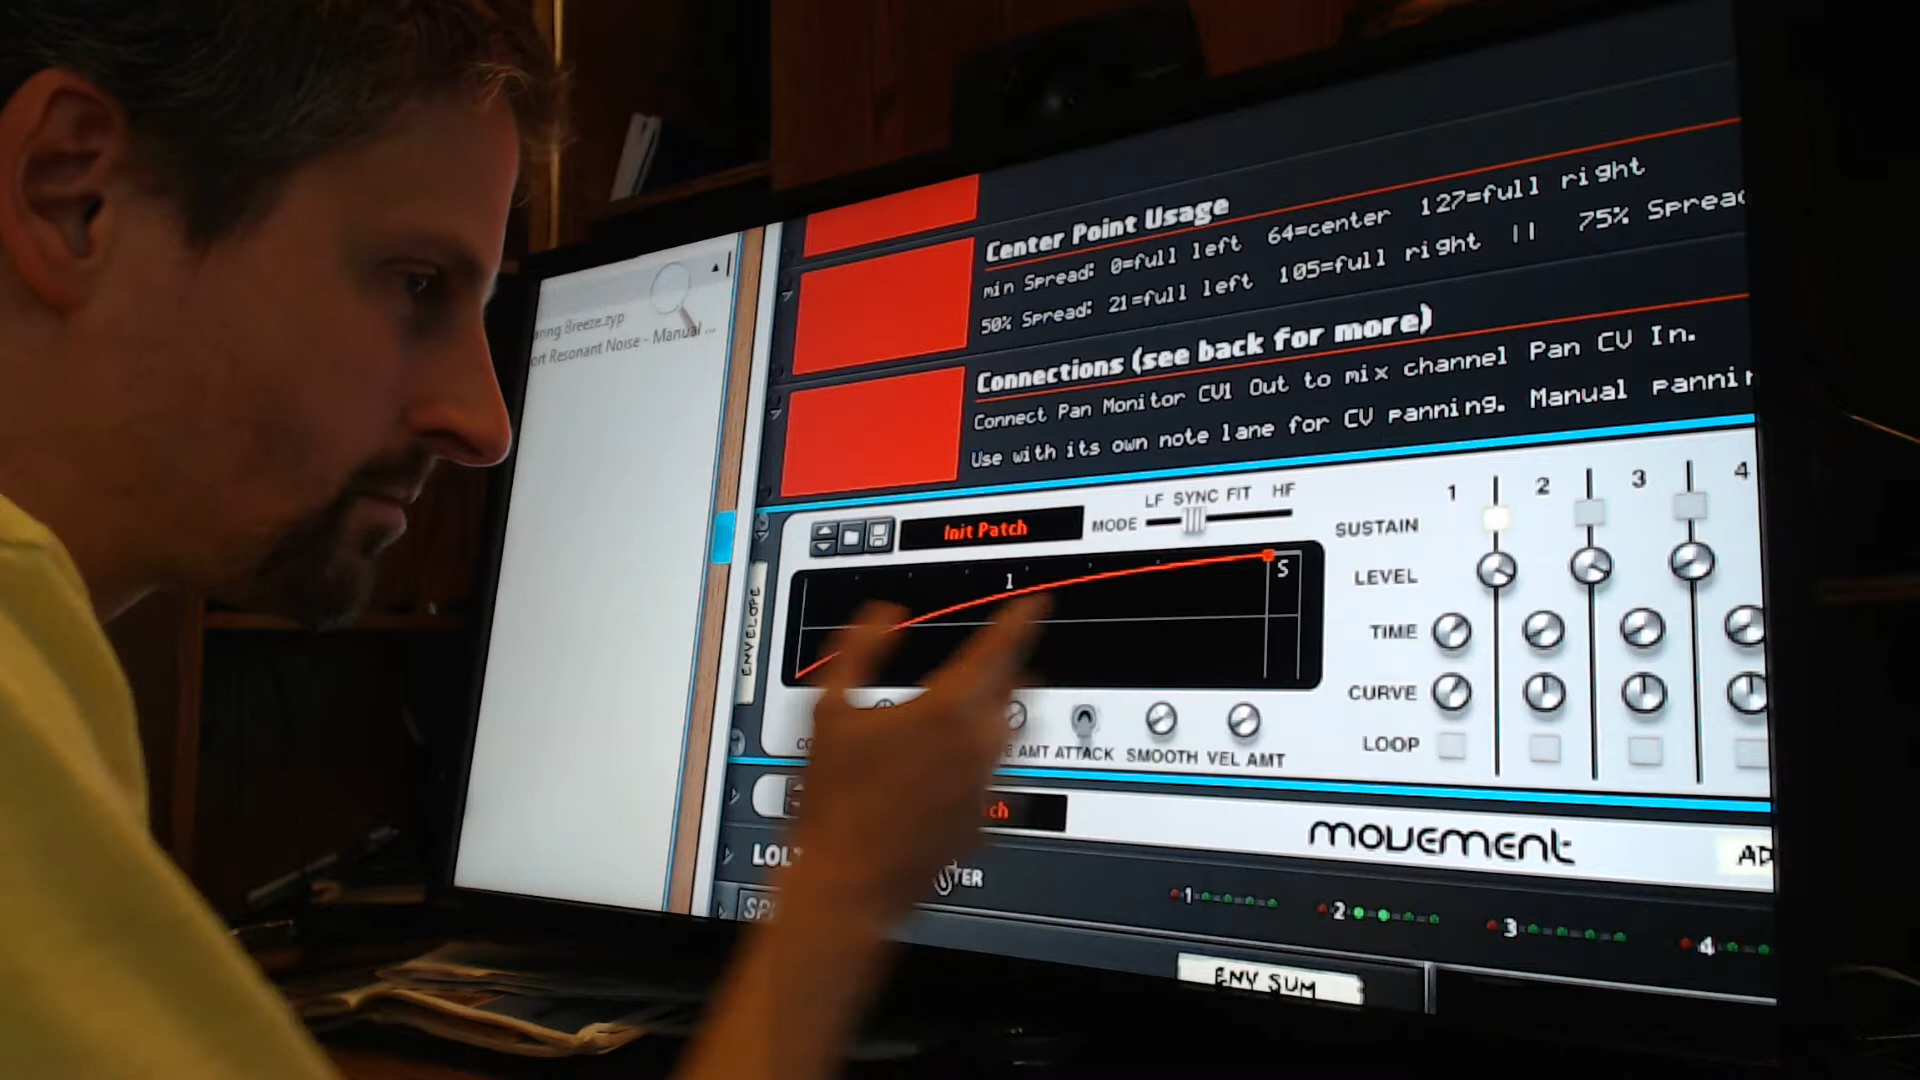 Breeze.zyp
Resonant Noise - Manual ...
Center Point Usage
min Spread: 0=full left 64=center 127=full right
50% Spread: 21=full left 105=full right || 75% Spread
Connections (see back for more)
Connect Pan Monitor CV1 Out to mix channel Pan CV In.
Use with its own note lane for CV panning. Manual
Init Patch
MODE
LF SYNC FIT HF
1
S
ENVELOPE
AMT ATTACK SMOOTH VEL AMT
1 2 3 4
SUSTAIN
LEVEL
TIME
CURVE
LOOP
movement
1 2 3 4
ENV SUM